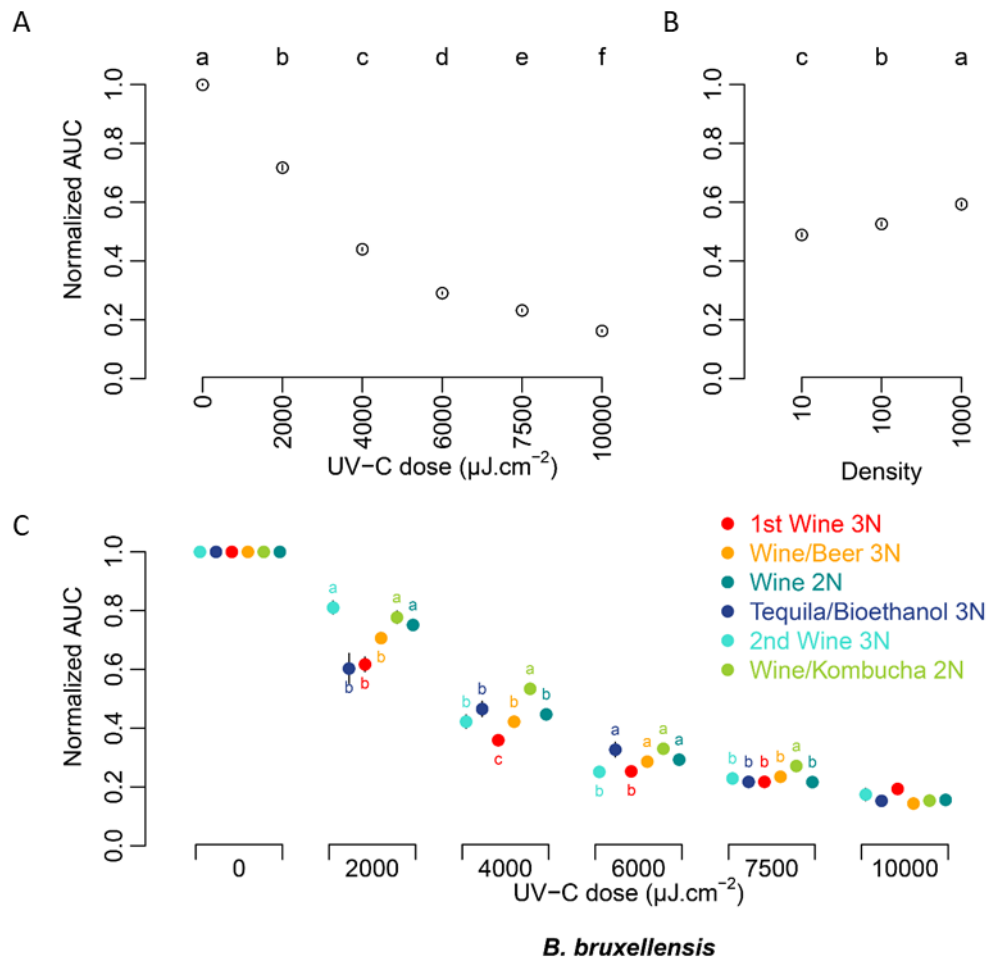 A
B
a b c d e f
c b a
Normalized AUC
0.0 0.2 0.4 0.6 0.8 1.0
0 2000 4000 6000 7500 10000
UV−C dose (µJ.cm−2)
0.0 0.2 0.4 0.6 0.8 1.0
10 100 1000
Density
C
1st Wine 3N
Wine/Beer 3N
Wine 2N
Tequila/Bioethanol 3N
2nd Wine 3N
Wine/Kombucha 2N
Normalized AUC
0.0 0.2 0.4 0.6 0.8 1.0
a b b b a a
b b c b a b
b a b a a a
b b b b a b
0 2000 4000 6000 7500 10000
UV−C dose (µJ.cm−2)
B. bruxellensis